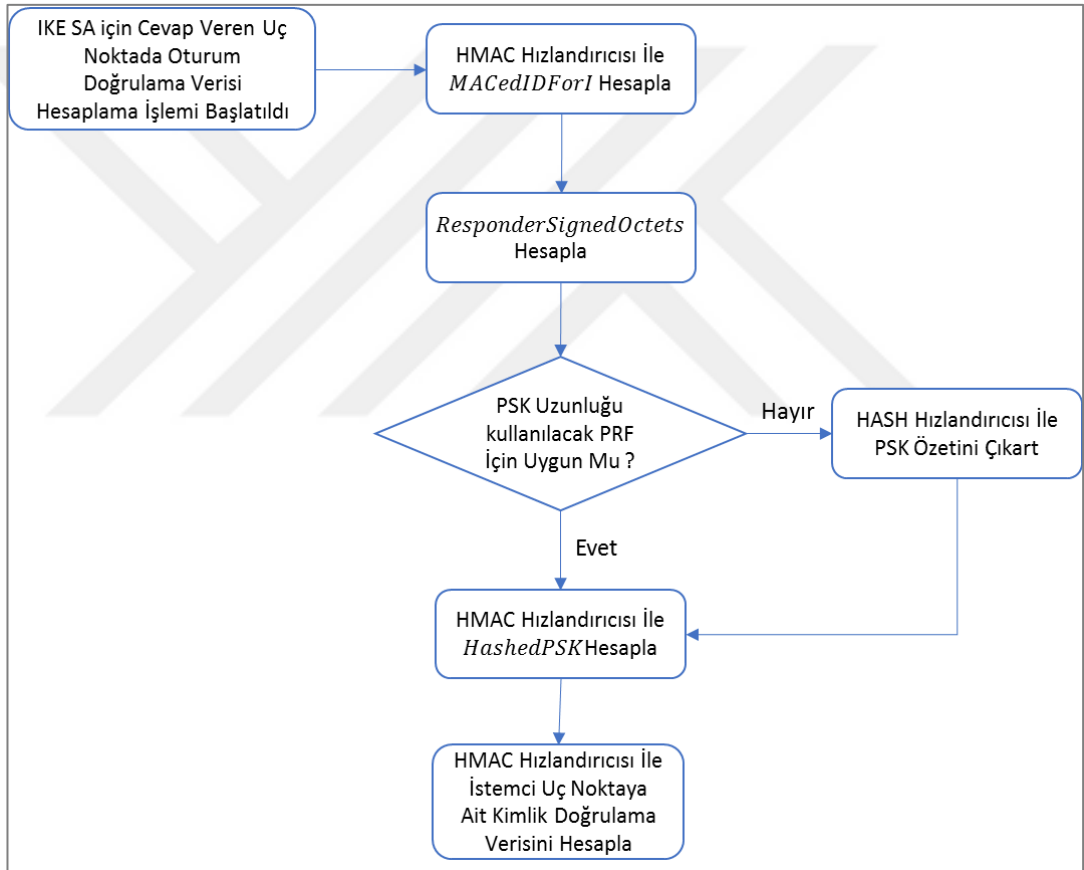 IKE SA için Cevap Veren Uç
Noktada Oturum
Doğrulama Verisi
Hesaplama İşlemi Başlatıldı
HMAC Hızlandırıcısı İle
MACedIDForI Hesapla
ResponderSignedOctets
Hesapla
PSK Uzunluğu
kullanılacak PRF
İçin Uygun Mu ?
Hayır
HASH Hızlandırıcısı İle
PSK Özetini Çıkart
Evet
HMAC Hızlandırıcısı İle
HashedPSK Hesapla
HMAC Hızlandırıcısı İle
İstemci Uç Noktaya
Ait Kimlik Doğrulama
Verisini Hesapla